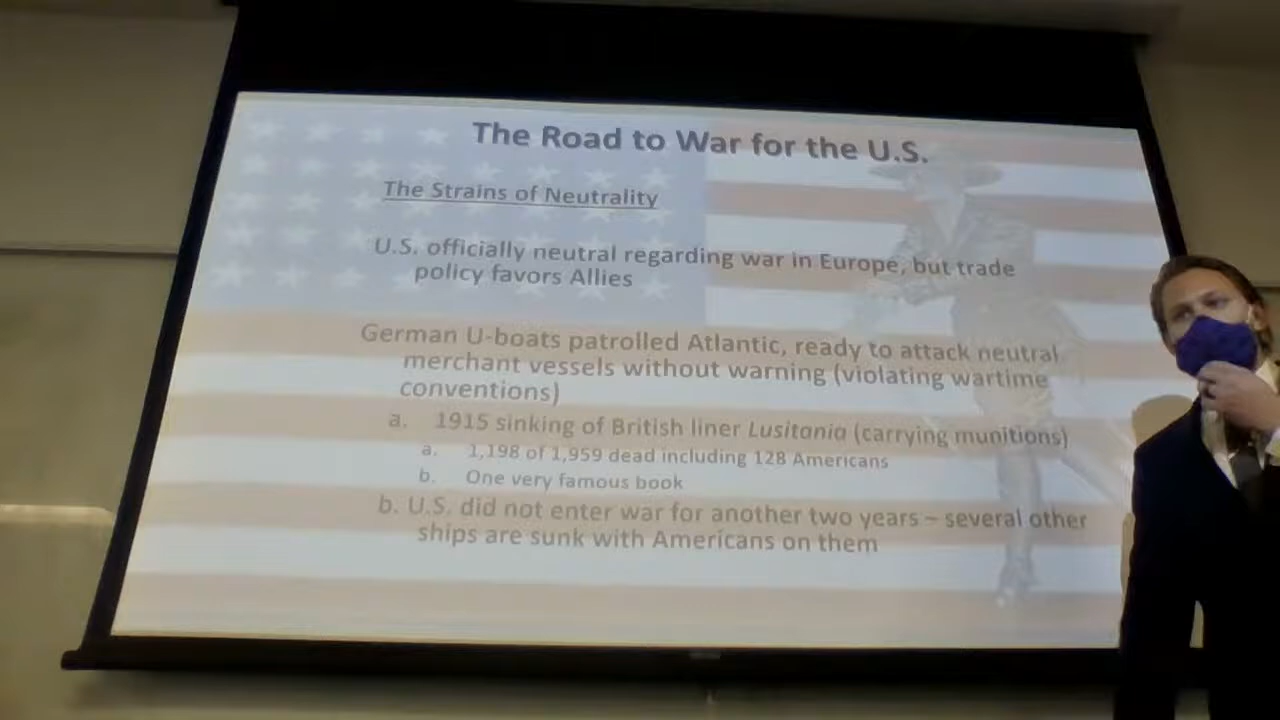 The Road to War for the U.S.
The Strains of Neutrality
U.S. officially neutral regarding war in Europe, but trade
policy favors Allies
German U-boats patrolled Atlantic, ready to attack neutral
merchant vessels without warning (violating wartime
conventions)
a. 1915 sinking of British liner Lusitania (carrying munitions)
a. 1,198 of 1,959 dead including 128 Americans
b. One very famous book
b. U.S. did not enter war for another two years – several other
ships are sunk with Americans on them